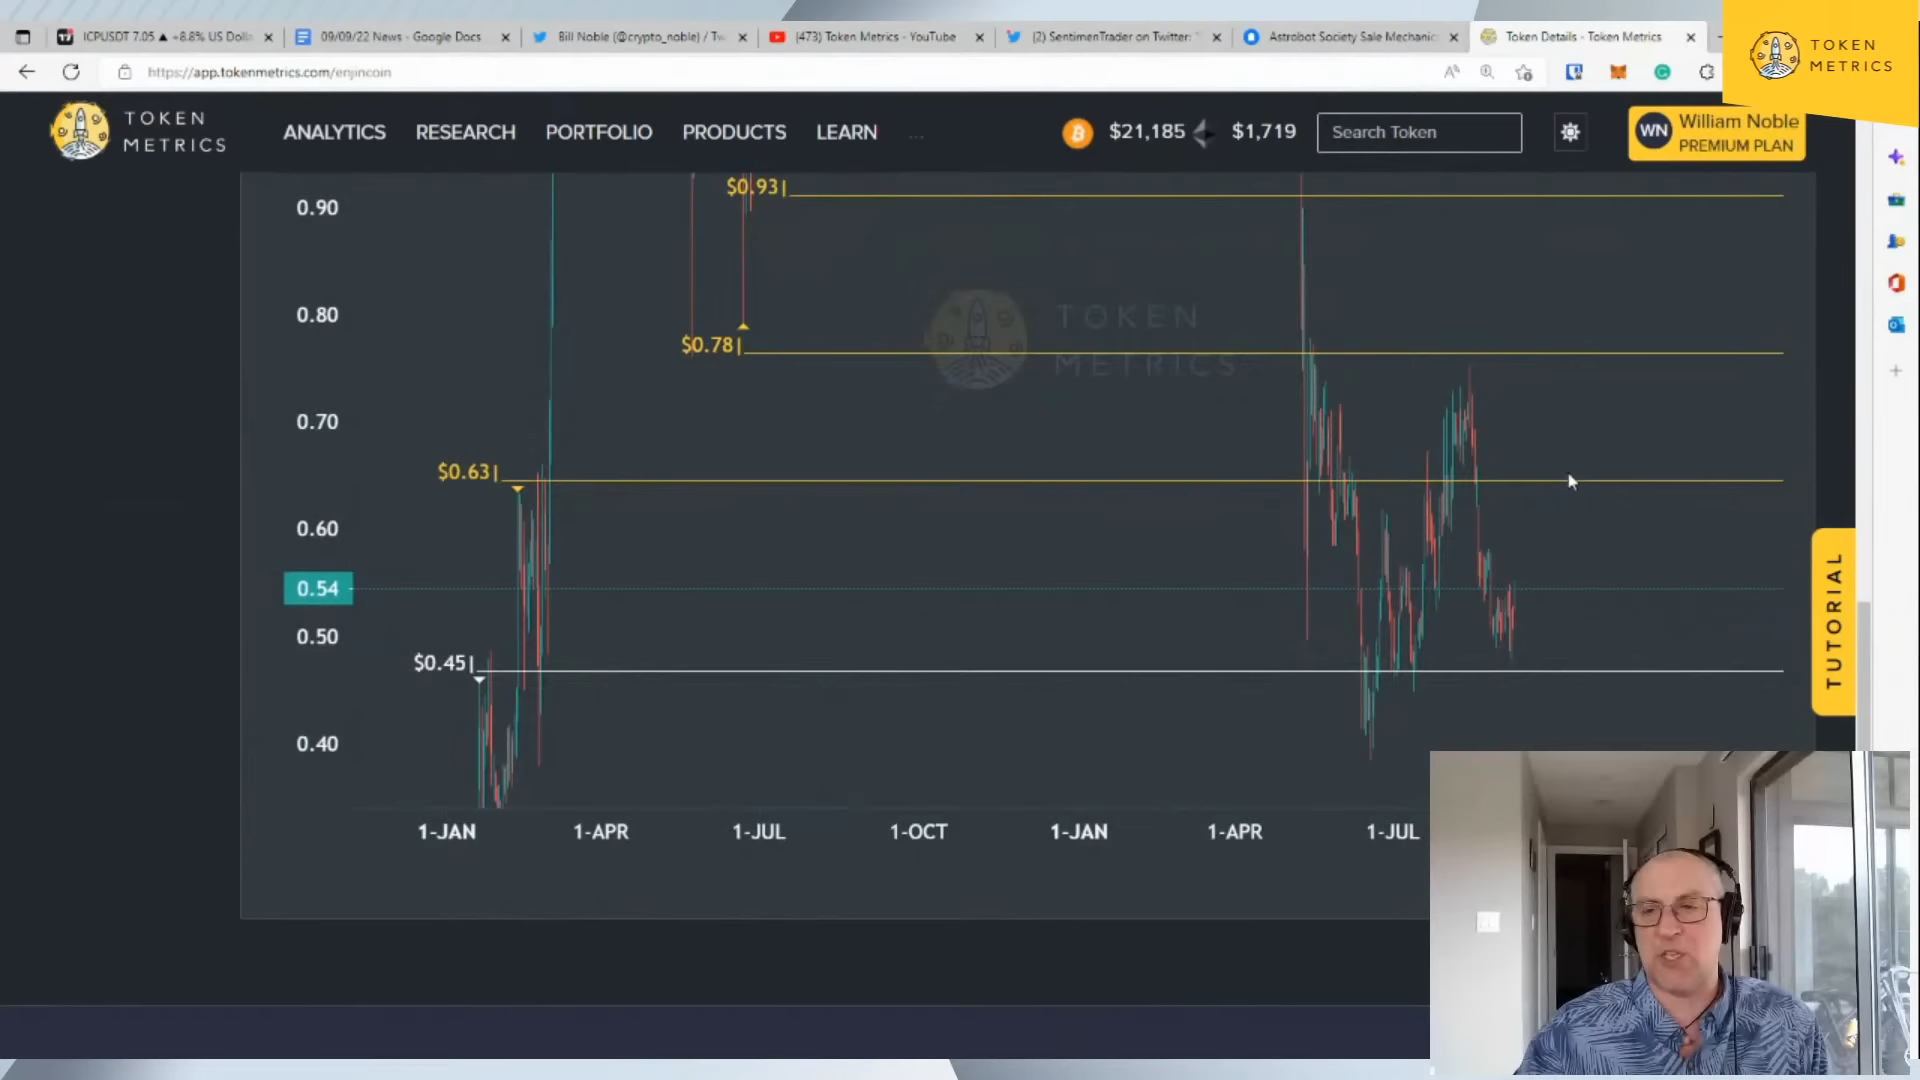 ICPUSDT 7.05 ▲ +8.8% US Dolla
09/09/22 News - Google Docs
Bill Noble (@crypto_noble) / Tw
(473) Token Metrics - YouTube
(2) SentimenTrader on Twitter: "
Astrobot Society Sale Mechanic
Token Details - Token Metrics
TOKEN
METRICS
https://app.tokenmetrics.com/enjincoin
TOKEN
METRICS
ANALYTICS
RESEARCH
PORTFOLIO
PRODUCTS
LEARN
...
$21,185
$1,719
Search Token
WN
William Noble
PREMIUM PLAN
$0.93
0.90
0.80
TOKEN
METRICS
$0.78
0.70
$0.63
0.60
0.54
0.50
$0.45
0.40
TUTORIAL
1-JAN
1-APR
1-JUL
1-OCT
1-JAN
1-APR
1-JUL